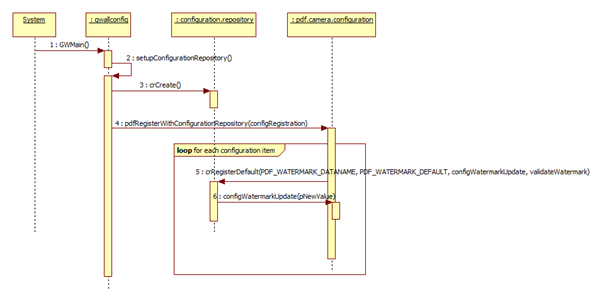 System
: gwallconfig
: configuration.repository
: pdf.camera.configuration
1 : GWMain()
2 : setupConfigurationRepository()
3 : crCreate()
4 : pdfRegisterWithConfigurationRepository(configRegistration)
loop for each configuration item
5 : crRegisterDefault(PDF_WATERMARK_DATANAME, PDF_WATERMARK_DEFAULT, configWatermarkUpdate, validateWatermark)
6 : configWatermarkUpdate(pNewValue)